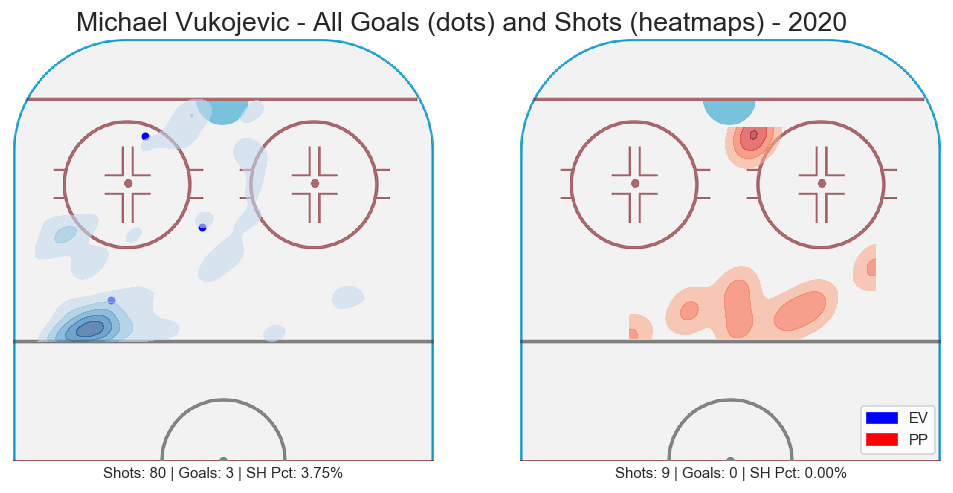 Michael Vukojevic - All Goals (dots) and Shots (heatmaps) - 2020
EV
PP
Shots: 80 | Goals: 3 | SH Pct: 3.75%
Shots: 9 | Goals: 0 | SH Pct: 0.00%